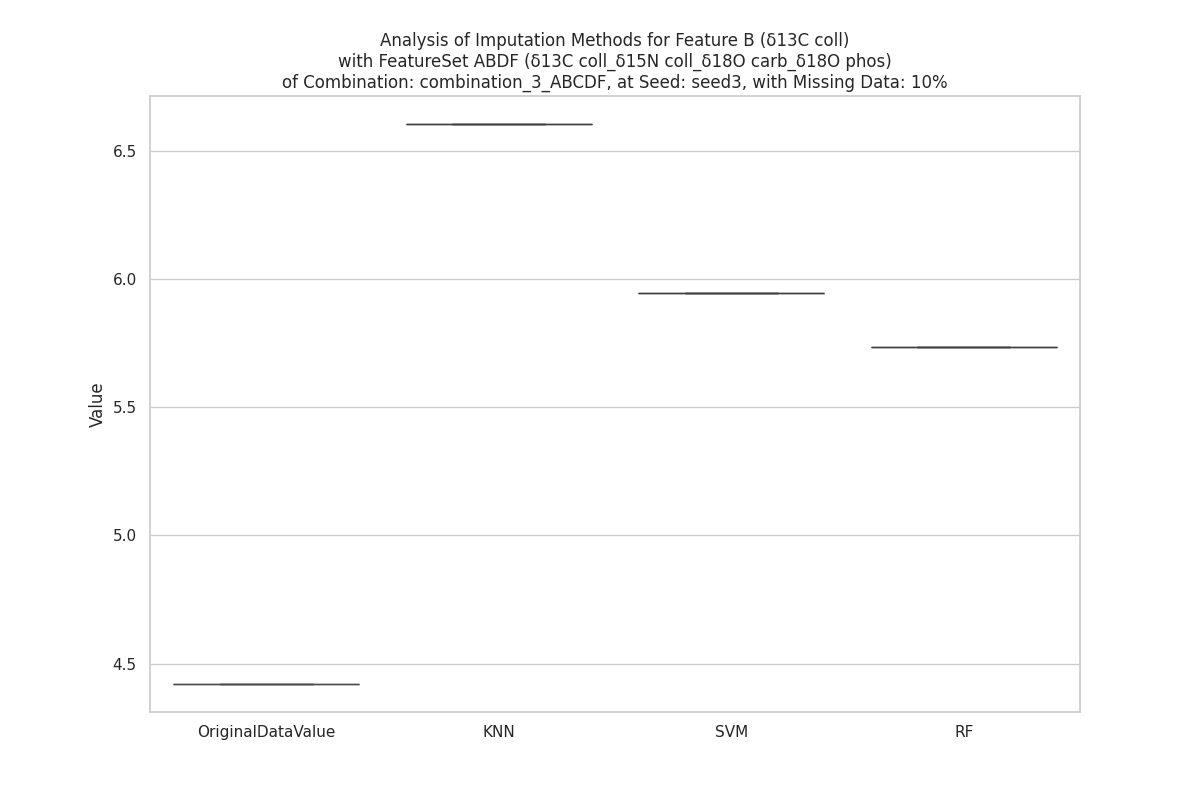 Analysis of Imputation Methods for Feature B (δ13C coll)
with FeatureSet ABDF (δ13C coll_δ15N coll_δ18O carb_δ18O phos)
of Combination: combination_3_ABCDF, at Seed: seed3, with Missing Data: 10%
Value
6.5
6.0
5.5
5.0
4.5
OriginalDataValue KNN SVM RF